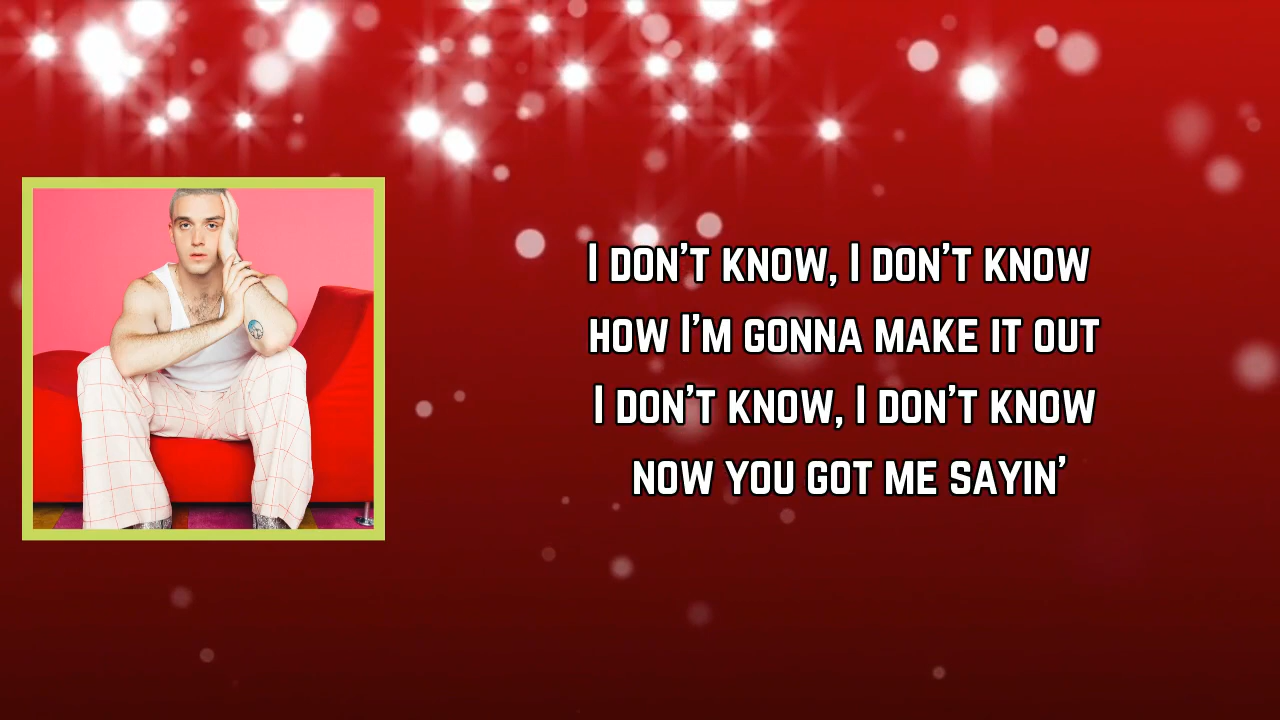 I DON'T KNOW, I DON'T KNOW
HOW I'M GONNA MAKE IT OUT
I DON'T KNOW, I DON'T KNOW
NOW YOU GOT ME SAYIN'